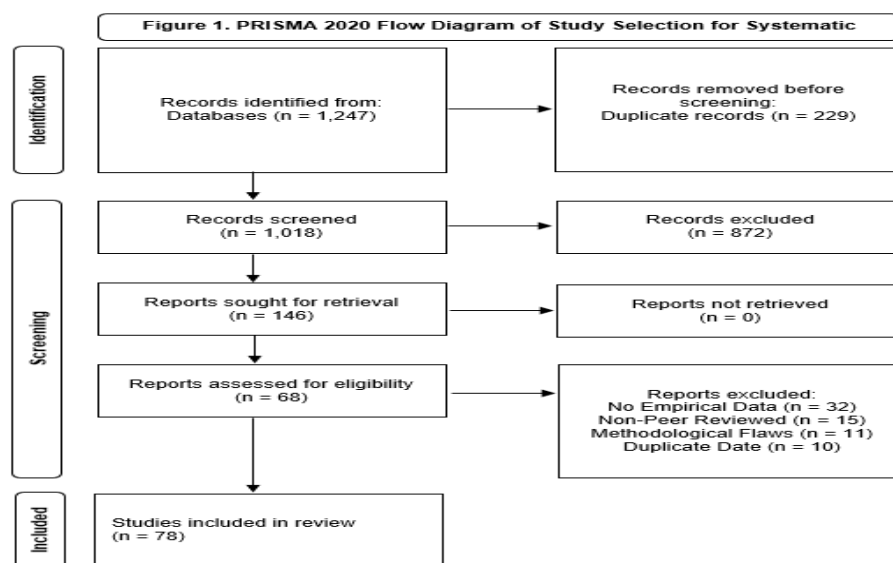 Figure 1. PRISMA 2020 Flow Diagram of Study Selection for Systematic
Identification
Records identified from:
Databases (n = 1,247)
Records removed before
screening:
Duplicate records (n = 229)
Screening
Records screened
(n = 1,018)
Records excluded
(n = 872)
Reports sought for retrieval
(n = 146)
Reports not retrieved
(n = 0)
Reports assessed for eligibility
(n = 68)
Reports excluded:
No Empirical Data (n = 32)
Non-Peer Reviewed (n = 15)
Methodological Flaws (n = 11)
Duplicate Date (n = 10)
Included
Studies included in review
(n = 78)